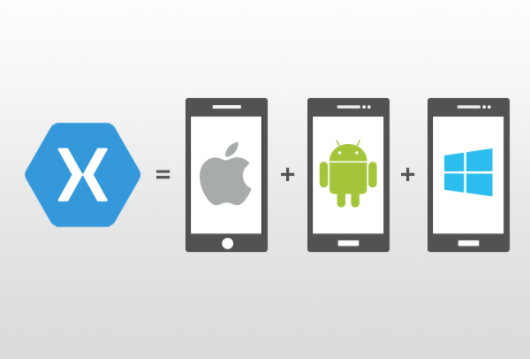 X = + +